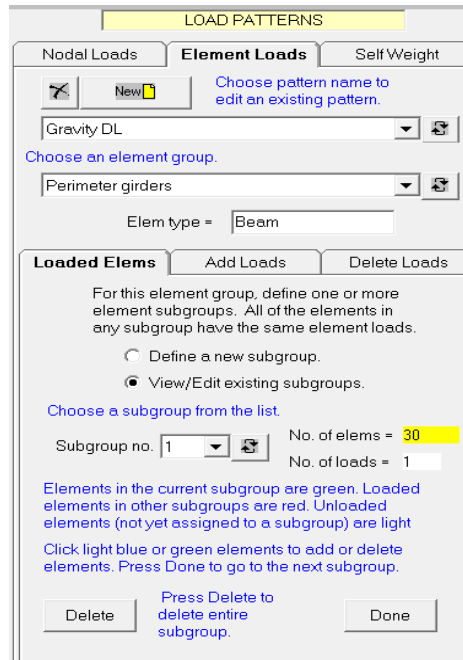 LOAD PATTERNS
Nodal Loads
Element Loads
Self Weight
New
Choose pattern name to
edit an existing pattern.
Gravity DL
Choose an element group.
Perimeter girders
Elem type =
Beam
Loaded Elems
Add Loads
Delete Loads
For this element group, define one or more
element subgroups. All of the elements in
any subgroup have the same element loads.
Define a new subgroup.
View/Edit existing subgroups.
Choose a subgroup from the list.
Subgroup no.
1
No. of elems =
30
No. of loads =
1
Elements in the current subgroup are green. Loaded
elements in other subgroups are red. Unloaded
elements (not yet assigned to a subgroup) are light
Click light blue or green elements to add or delete
elements. Press Done to go to the next subgroup.
Delete
Press Delete to
delete entire
subgroup.
Done